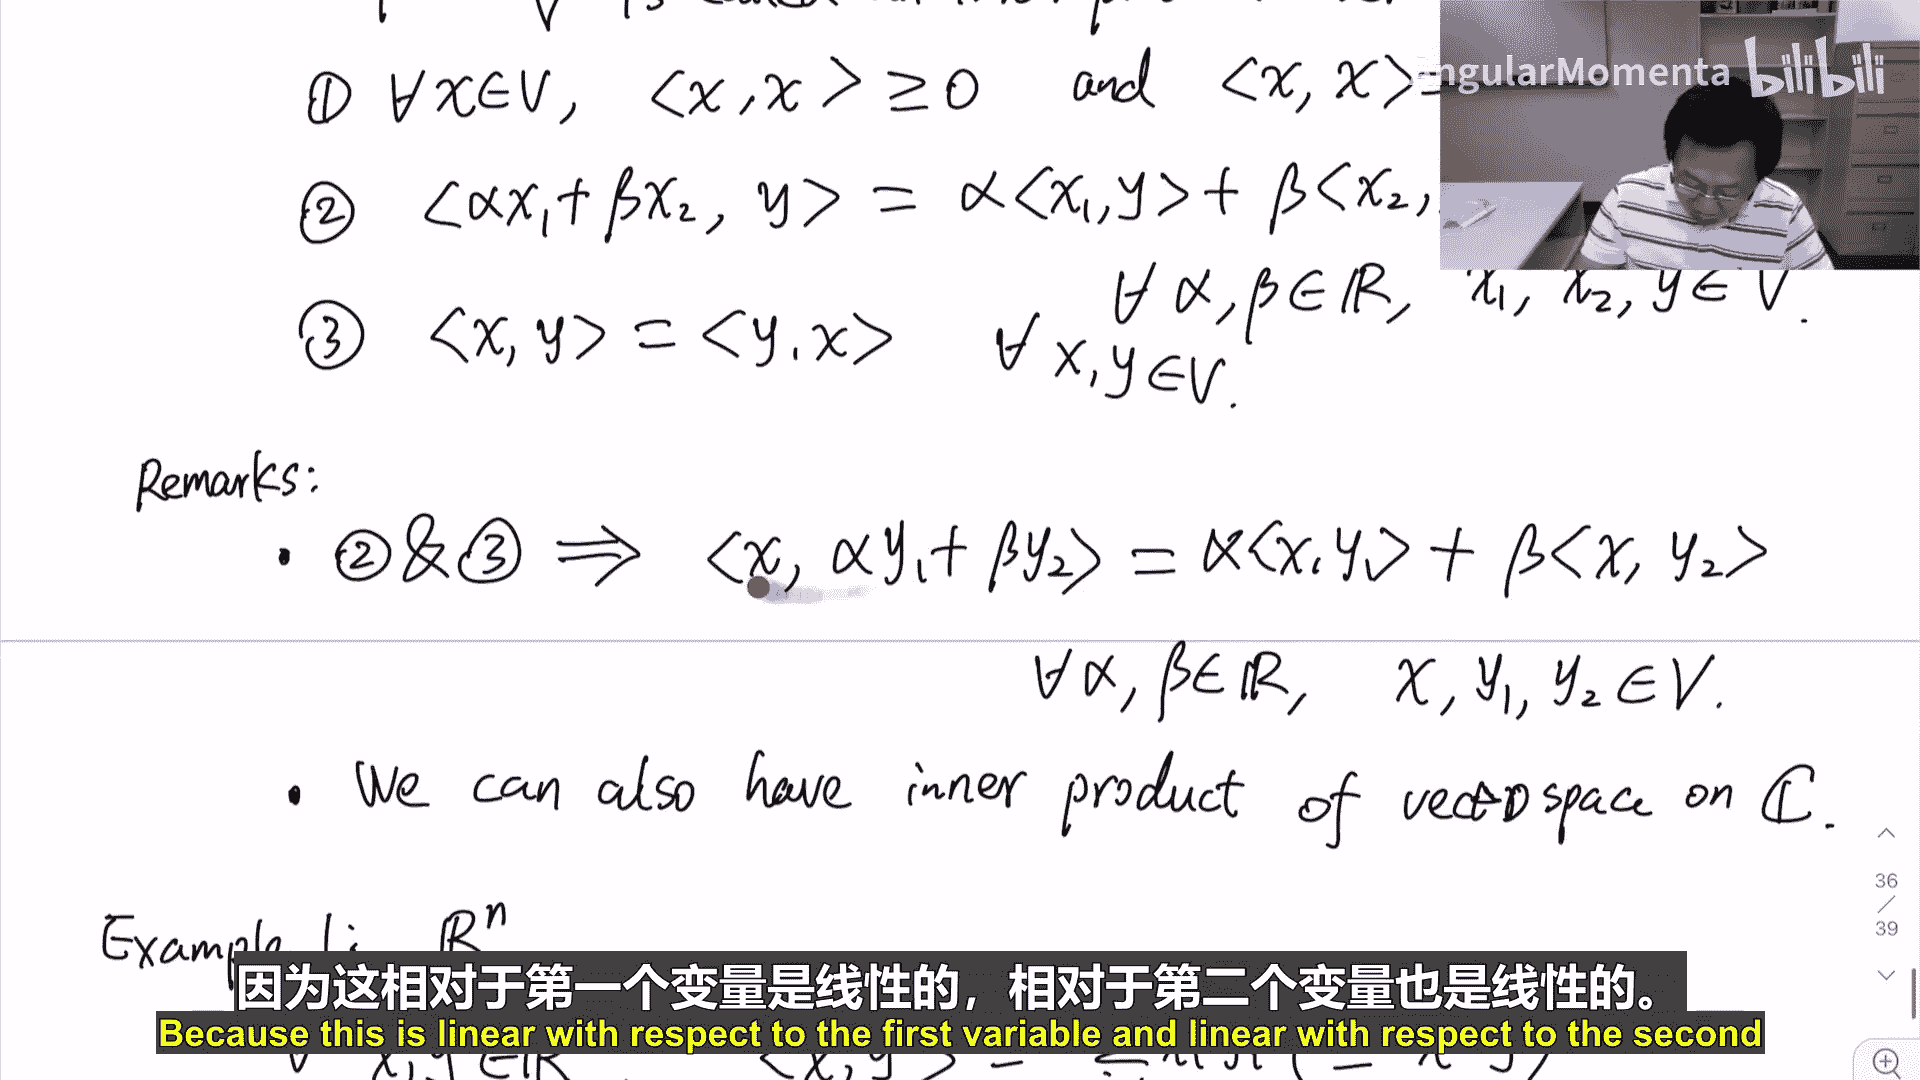 ① ∀x∈V, <x,x> ≥0 and <x,x>
ngularMomenta bilibili
② <αx₁+βx₂, y> = α<x₁,y>+ β<x₂,
∀ α,β∈ℝ, x₁, x₂, y∈ V.
③ <x,y> = <y,x> ∀ x,y∈V.
Remarks:
• ②&③ ⟹ <x, αy₁+ βy₂> = α<x,y₁> + β<x, y₂>
∀ α, β∈ℝ, x, y₁, y₂ ∈V.
• We can also have inner product of vector space on ℂ.
36
/
39
Example 1: ℝⁿ
因为这相对于第一个变量是线性的，相对于第二个变量也是线性的。
Because this is linear with respect to the first variable and linear with respect to the second